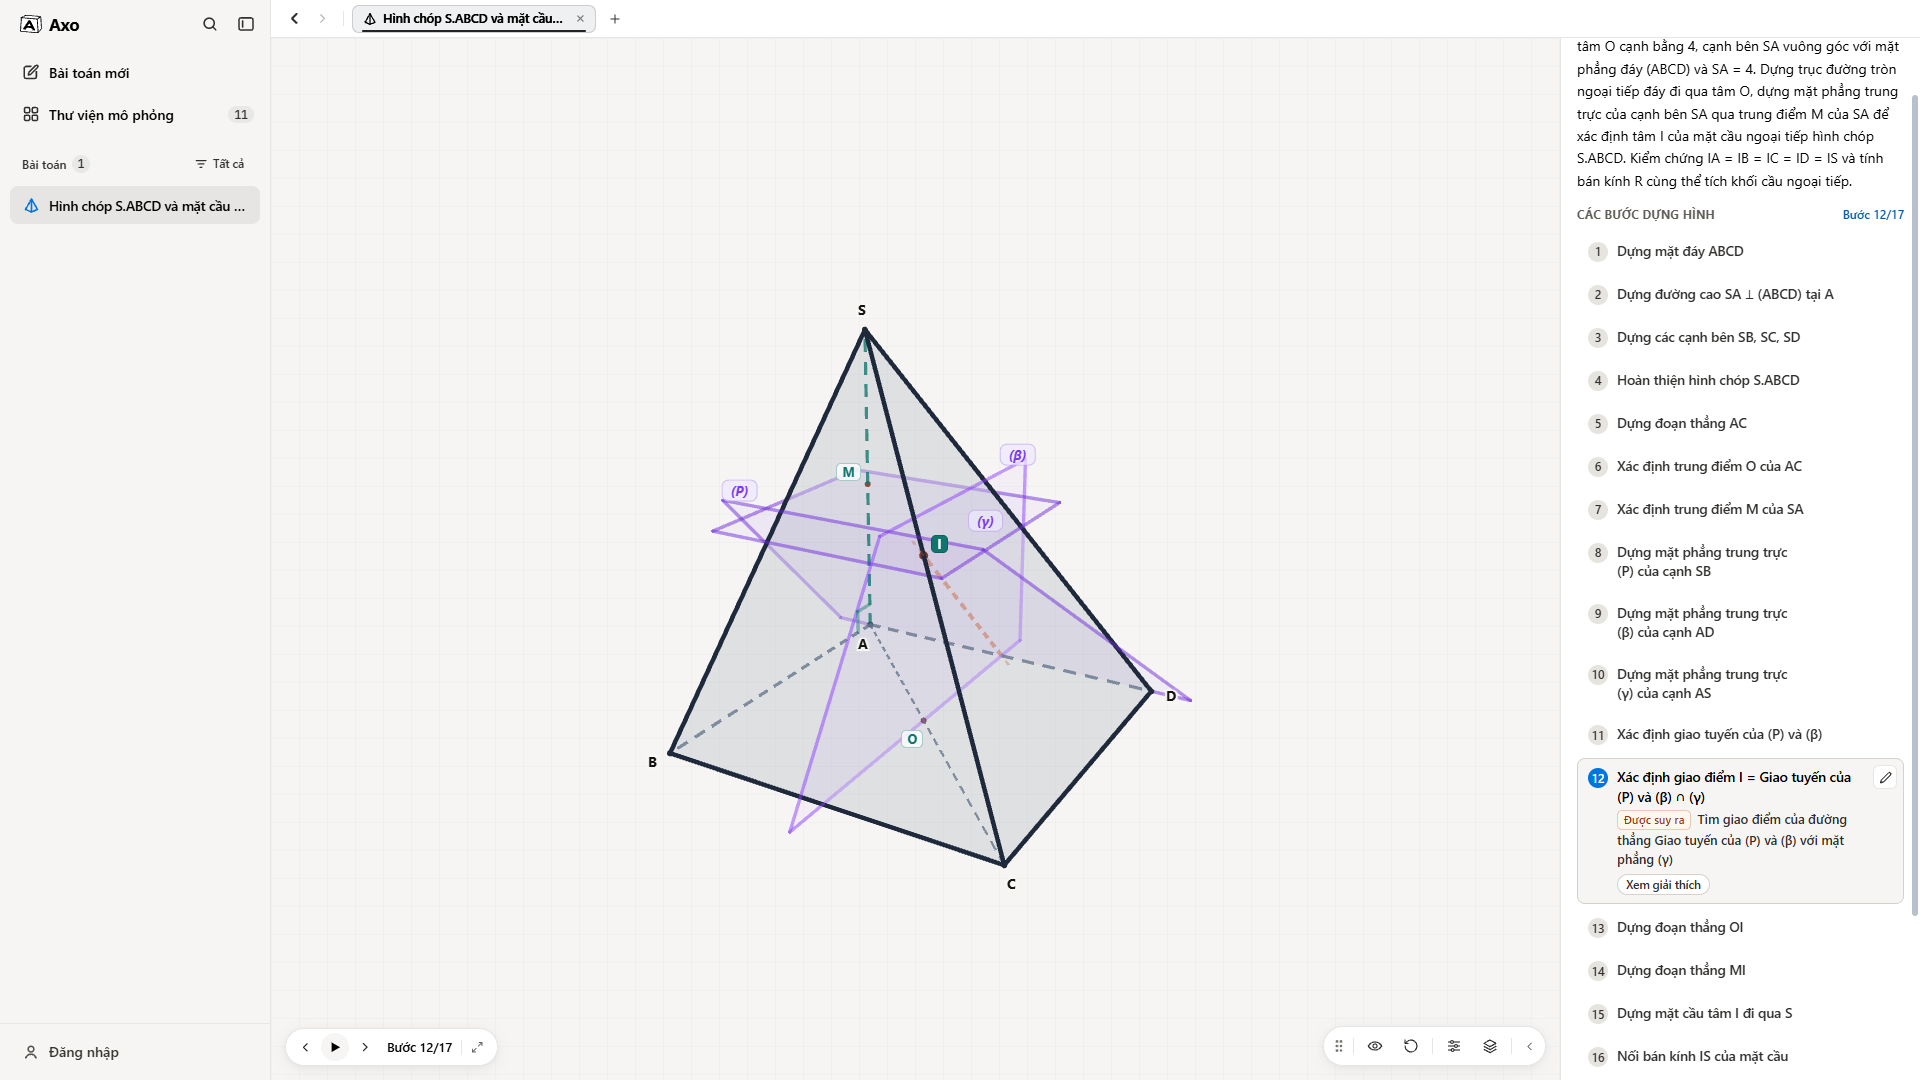 Axo
Bài toán mới
Thư viện mô phỏng 11
Bài toán 1 Tất cả
Hình chóp S.ABCD và mặt cầu ...
Đăng nhập
Hình chóp S.ABCD và mặt cầu...
S
M
(P)
(β)
(γ)
I
A
D
O
B
C
Bước 12/17
tâm O cạnh bằng 4, cạnh bên SA vuông góc với mặt
phẳng đáy (ABCD) và SA = 4. Dựng trục đường tròn
ngoại tiếp đáy đi qua tâm O, dựng mặt phẳng trung
trực của cạnh bên SA qua trung điểm M của SA để
xác định tâm I của mặt cầu ngoại tiếp hình chóp
S.ABCD. Kiểm chứng IA = IB = IC = ID = IS và tính
bán kính R cùng thể tích khối cầu ngoại tiếp.
CÁC BƯỚC DỰNG HÌNH Bước 12/17
1 Dựng mặt đáy ABCD
2 Dựng đường cao SA ⊥ (ABCD) tại A
3 Dựng các cạnh bên SB, SC, SD
4 Hoàn thiện hình chóp S.ABCD
5 Dựng đoạn thẳng AC
6 Xác định trung điểm O của AC
7 Xác định trung điểm M của SA
8 Dựng mặt phẳng trung trực
(P) của cạnh SB
9 Dựng mặt phẳng trung trực
(β) của cạnh AD
10 Dựng mặt phẳng trung trực
(γ) của cạnh AS
11 Xác định giao tuyến của (P) và (β)
12 Xác định giao điểm I = Giao tuyến của
(P) và (β) ∩ (γ)
Được suy ra Tìm giao điểm của đường
thẳng Giao tuyến của (P) và (β) với mặt
phẳng (γ)
Xem giải thích
13 Dựng đoạn thẳng OI
14 Dựng đoạn thẳng MI
15 Dựng mặt cầu tâm I đi qua S
16 Nối bán kính IS của mặt cầu